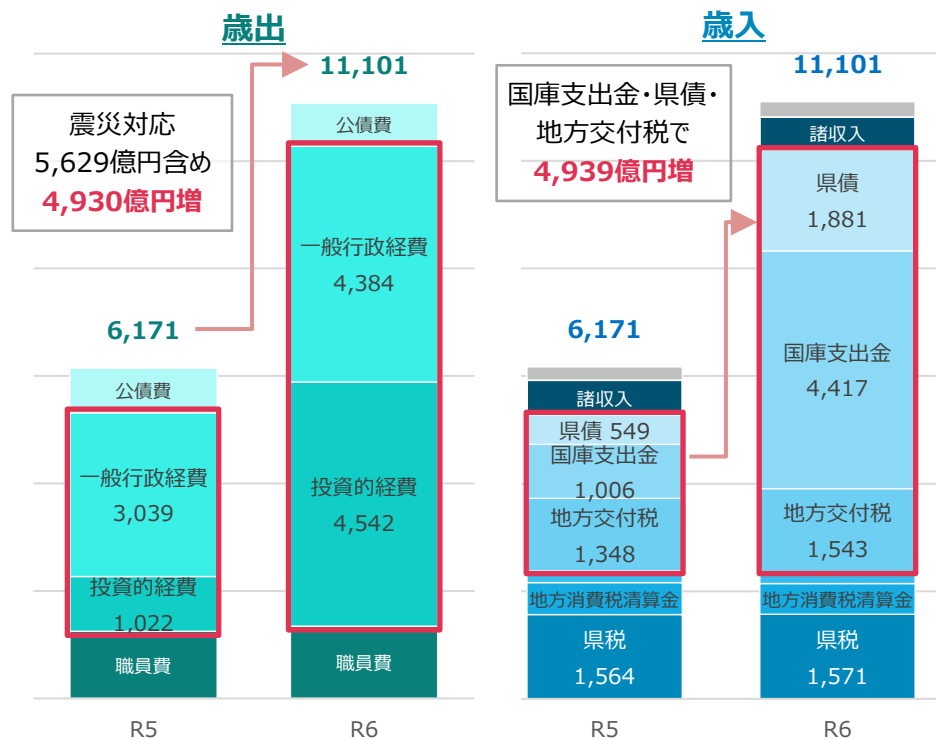 歳出
11,101
震災対応
5,629億円含め
4,930億円増
公債費
一般行政経費
4,384
投資的経費
4,542
職員費
6,171
公債費
一般行政経費
3,039
投資的経費
1,022
職員費
R5
R6
歳入
11,101
国庫支出金・県債・
地方交付税で
4,939億円増
諸収入
県債
1,881
国庫支出金
4,417
地方交付税
1,543
地方消費税清算金
県税
1,571
6,171
諸収入
県債 549
国庫支出金
1,006
地方交付税
1,348
地方消費税清算金
県税
1,564
R5
R6